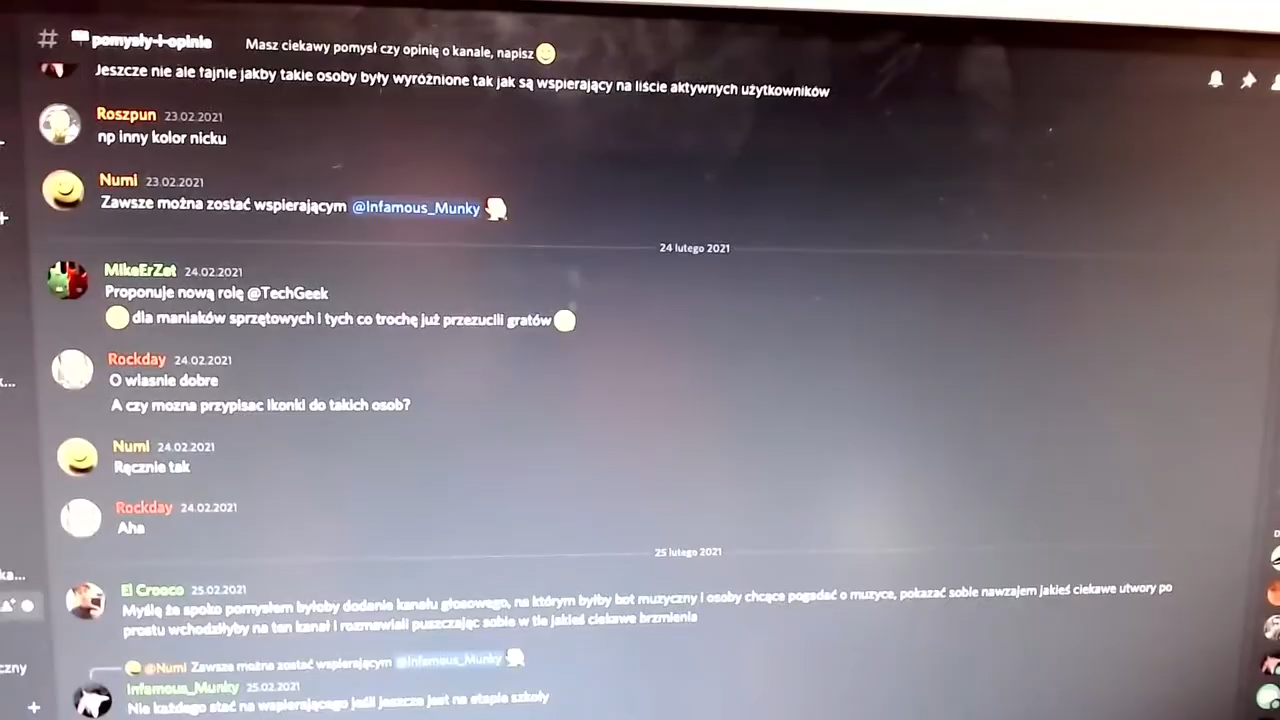 # pomysły-i-opinie Masz ciekawy pomysł czy opinię o kanale, napisz
Jeszcze nie ale fajnie jakby takie osoby były wyróżnione tak jak są wspierający na liście aktywnych użytkowników
Roszpun 23.02.2021
np inny kolor nicku
Numi 23.02.2021
Zawsze można zostać wspierającym @Infamous_Munky
24 lutego 2021
MikeErZet 24.02.2021
Proponuje nową rolę @TechGeek
dla maniaków sprzętowych i tych co trochę już przezucili gratów
Rockday 24.02.2021
O wlasnie dobre
A czy mozna przypisac ikonki do takich osob?
Numi 24.02.2021
Ręcznie tak
Rockday 24.02.2021
Aha
25 lutego 2021
El Crooco 25.02.2021
Myślę że spoko pomysłem byłoby dodanie kanału głosowego, na którym byłby bot muzyczny i osoby chcące pogadać o muzyce, pokazać sobie nawzajem jakieś ciekawe utwory po
prostu wchodziłyby na ten kanał i rozmawiali puszczając sobie w tle jakieś ciekawe brzmienia
@Numi Zawsze można zostać wspierającym @Infamous_Munky
Infamous_Munky 25.02.2021
Nie każdego stać na wspierającego jeśli jeszcze jest na etapie szkoły
ka...
czny